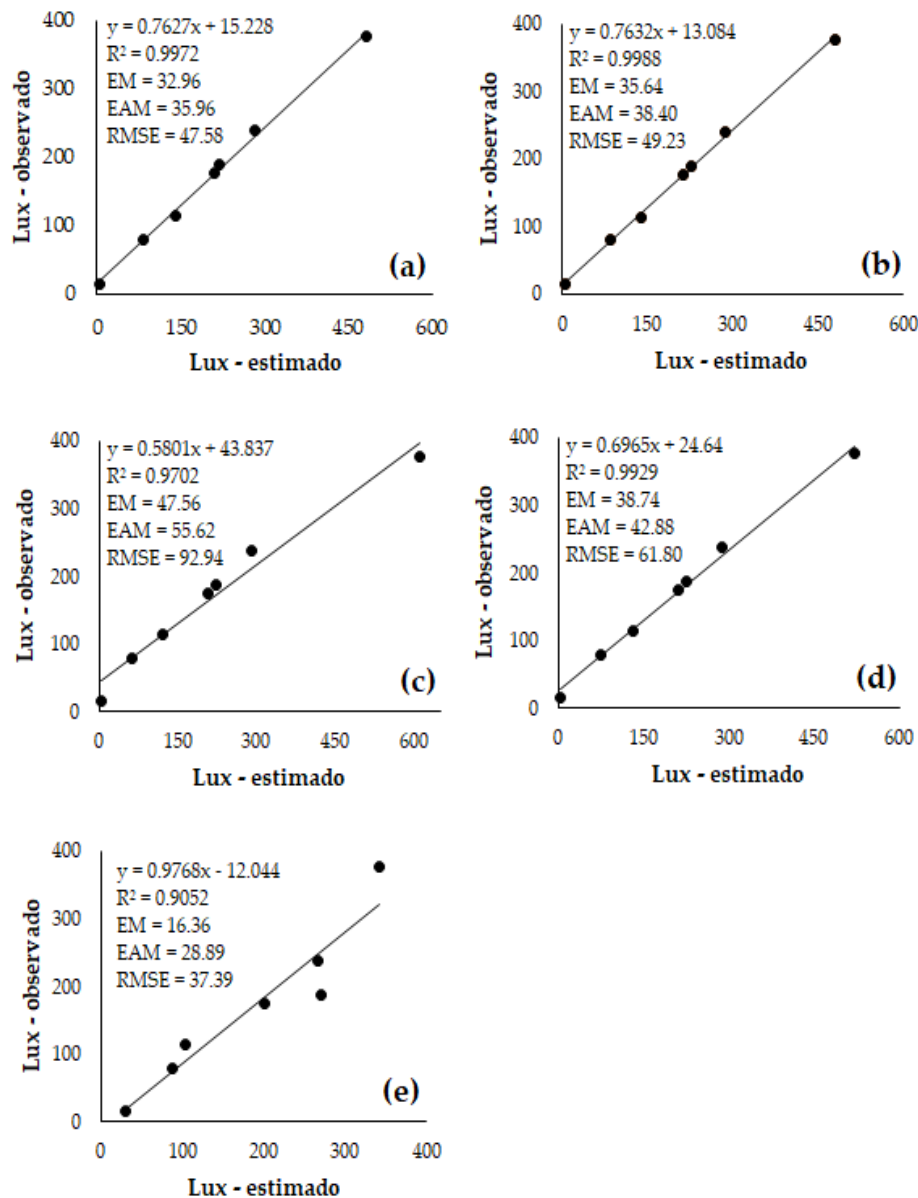 y = 0.7627x + 15.228
R² = 0.9972
EM = 32.96
EAM = 35.96
RMSE = 47.58
400
300
200
100
0
Lux - observado
(a)
0 150 300 450 600
Lux - estimado
y = 0.7632x + 13.084
R² = 0.9988
EM = 35.64
EAM = 38.40
RMSE = 49.23
400
300
200
100
0
Lux - observado
(b)
0 150 300 450 600
Lux - estimado
y = 0.5801x + 43.837
R² = 0.9702
EM = 47.56
EAM = 55.62
RMSE = 92.94
400
300
200
100
0
Lux - observado
(c)
0 150 300 450 600
Lux - estimado
y = 0.6965x + 24.64
R² = 0.9929
EM = 38.74
EAM = 42.88
RMSE = 61.80
400
300
200
100
0
Lux - observado
(d)
0 150 300 450 600
Lux - estimado
y = 0.9768x - 12.044
R² = 0.9052
EM = 16.36
EAM = 28.89
RMSE = 37.39
400
300
200
100
0
Lux - observado
(e)
0 100 200 300 400
Lux - estimado